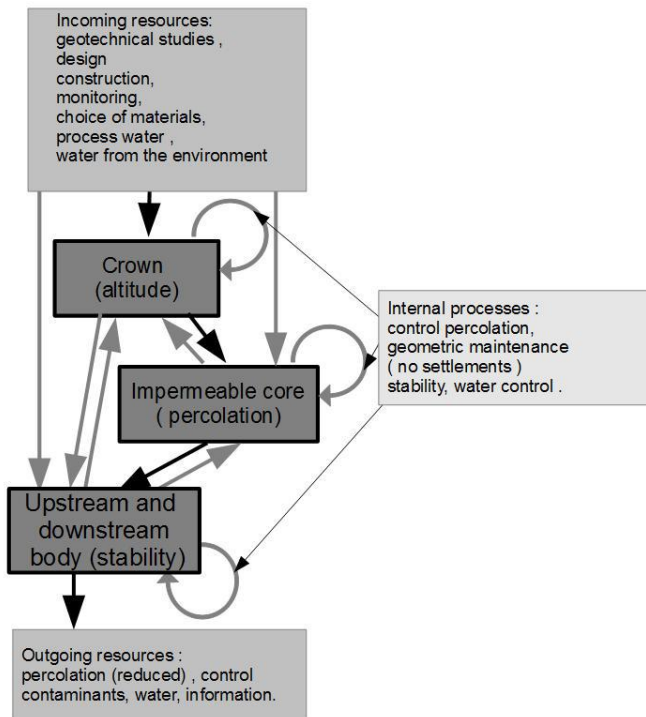 Incoming resources:
geotechnical studies ,
design
construction,
monitoring,
choice of materials,
process water ,
water from the environment
Crown
(altitude)
Internal processes :
control percolation,
geometric maintenance
( no settlements )
stability, water control .
Impermeable core
( percolation)
Upstream and
downstream
body (stability)
Outgoing resources :
percolation (reduced) , control
contaminants, water, information.